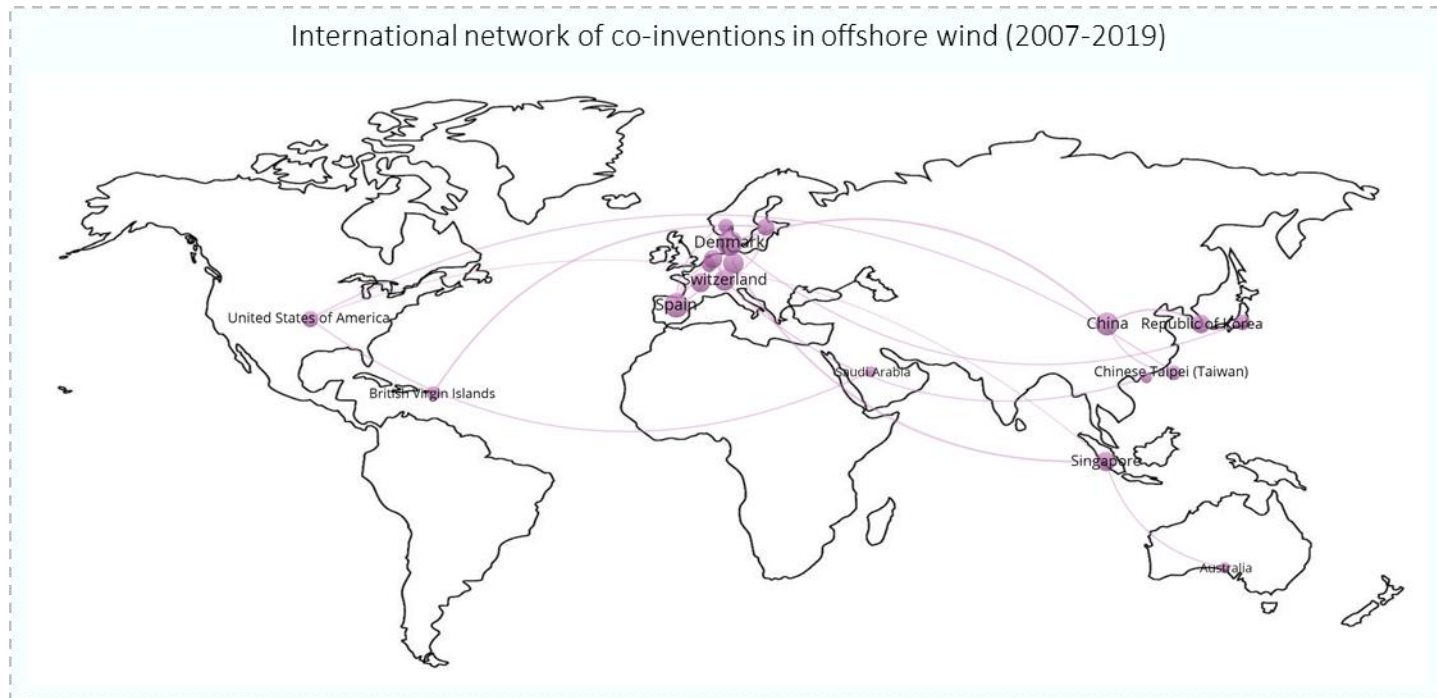 International network of co-inventions in offshore wind (2007-2019)
Denmark
Switzerland
Spain
United States of America
China
Republic of Korea
Saudi Arabia
Chinese Taipei (Taiwan)
British Virgin Islands
Singapore
Australia